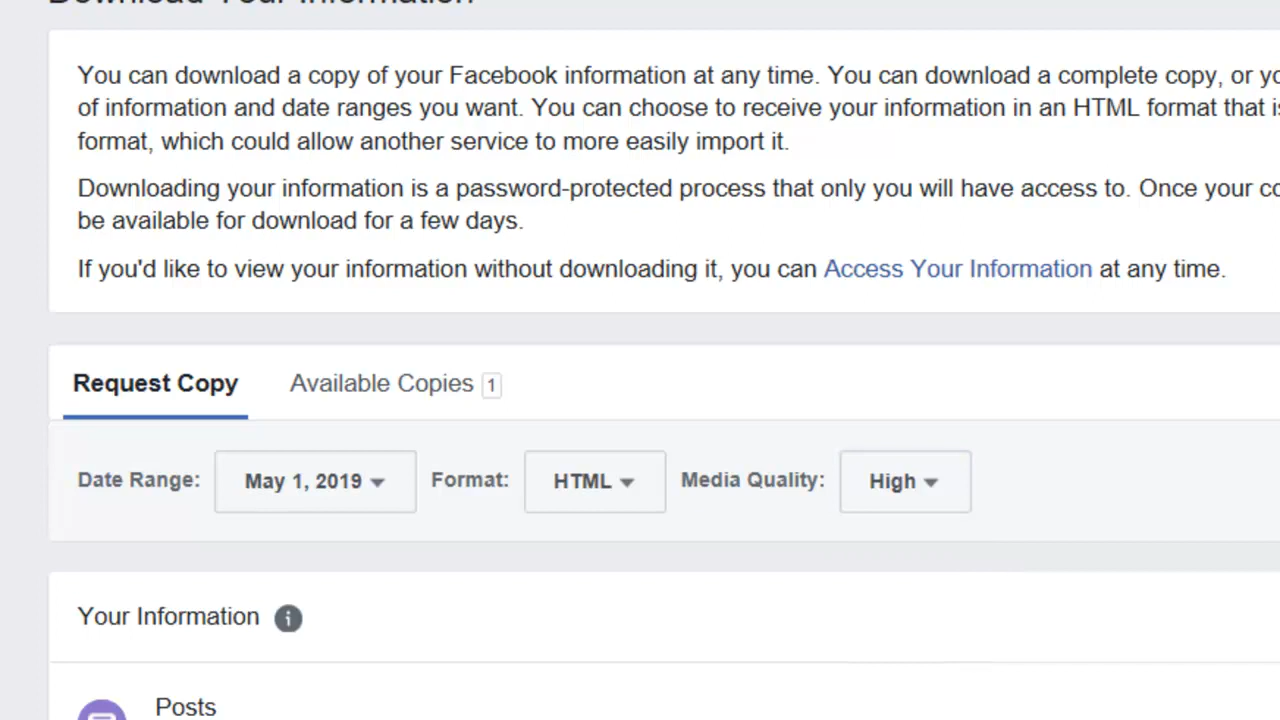 Download Your Information
You can download a copy of your Facebook information at any time. You can download a complete copy, or
of information and date ranges you want. You can choose to receive your information in an HTML format that
format, which could allow another service to more easily import it.
Downloading your information is a password-protected process that only you will have access to. Once your
be available for download for a few days.
If you'd like to view your information without downloading it, you can Access Your Information at any time.
Request Copy Available Copies 1
Date Range: May 1, 2019 Format: HTML Media Quality: High
Your Information i
Posts